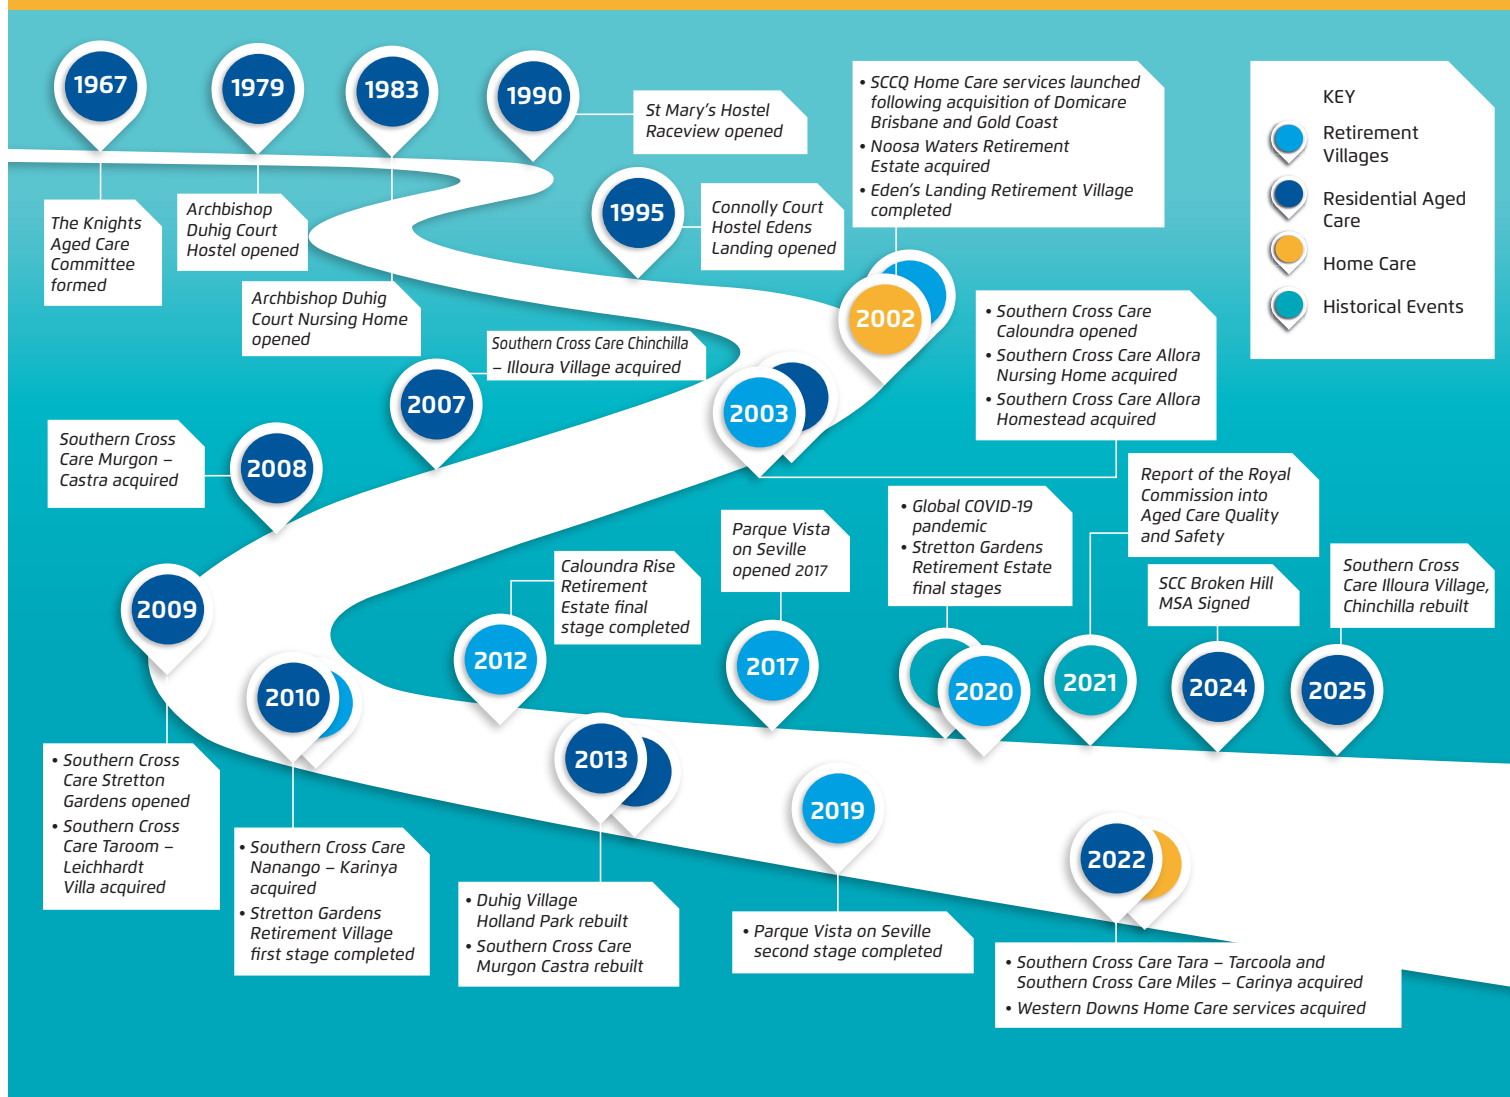 1967
The Knights
Aged Care
Committee
formed
1979
Archbishop
Duhig Court
Hostel opened
1983
Archbishop Duhig
Court Nursing Home
opened
1990
St Mary's Hostel
Raceview opened
1995
Connolly Court
Hostel Edens
Landing opened
2002
• SCCQ Home Care services launched
following acquisition of Domicare
Brisbane and Gold Coast
• Noosa Waters Retirement
Estate acquired
• Eden's Landing Retirement Village
completed
KEY
Retirement
Villages
Residential Aged
Care
Home Care
Historical Events
2003
• Southern Cross Care
Caloundra opened
• Southern Cross Care Allora
Nursing Home acquired
• Southern Cross Care Allora
Homestead acquired
2007
Southern Cross Care Chinchilla
– Illoura Village acquired
2008
Southern Cross
Care Murgon –
Castra acquired
2009
• Southern Cross
Care Stretton
Gardens opened
• Southern Cross
Care Taroom –
Leichhardt
Villa acquired
2010
• Southern Cross Care
Nanango – Karinya
acquired
• Stretton Gardens
Retirement Village
first stage completed
2012
Caloundra Rise
Retirement
Estate final
stage completed
2013
• Duhig Village
Holland Park rebuilt
• Southern Cross Care
Murgon Castra rebuilt
2017
Parque Vista
on Seville
opened 2017
2019
• Parque Vista on Seville
second stage completed
2020
• Global COVID-19
pandemic
• Stretton Gardens
Retirement Estate
final stages
2021
Report of the Royal
Commission into
Aged Care Quality
and Safety
2022
• Southern Cross Care Tara – Tarcoola and
Southern Cross Care Miles – Carinya acquired
• Western Downs Home Care services acquired
2024
SCC Broken Hill
MSA Signed
2025
Southern Cross
Care Illoura Village,
Chinchilla rebuilt